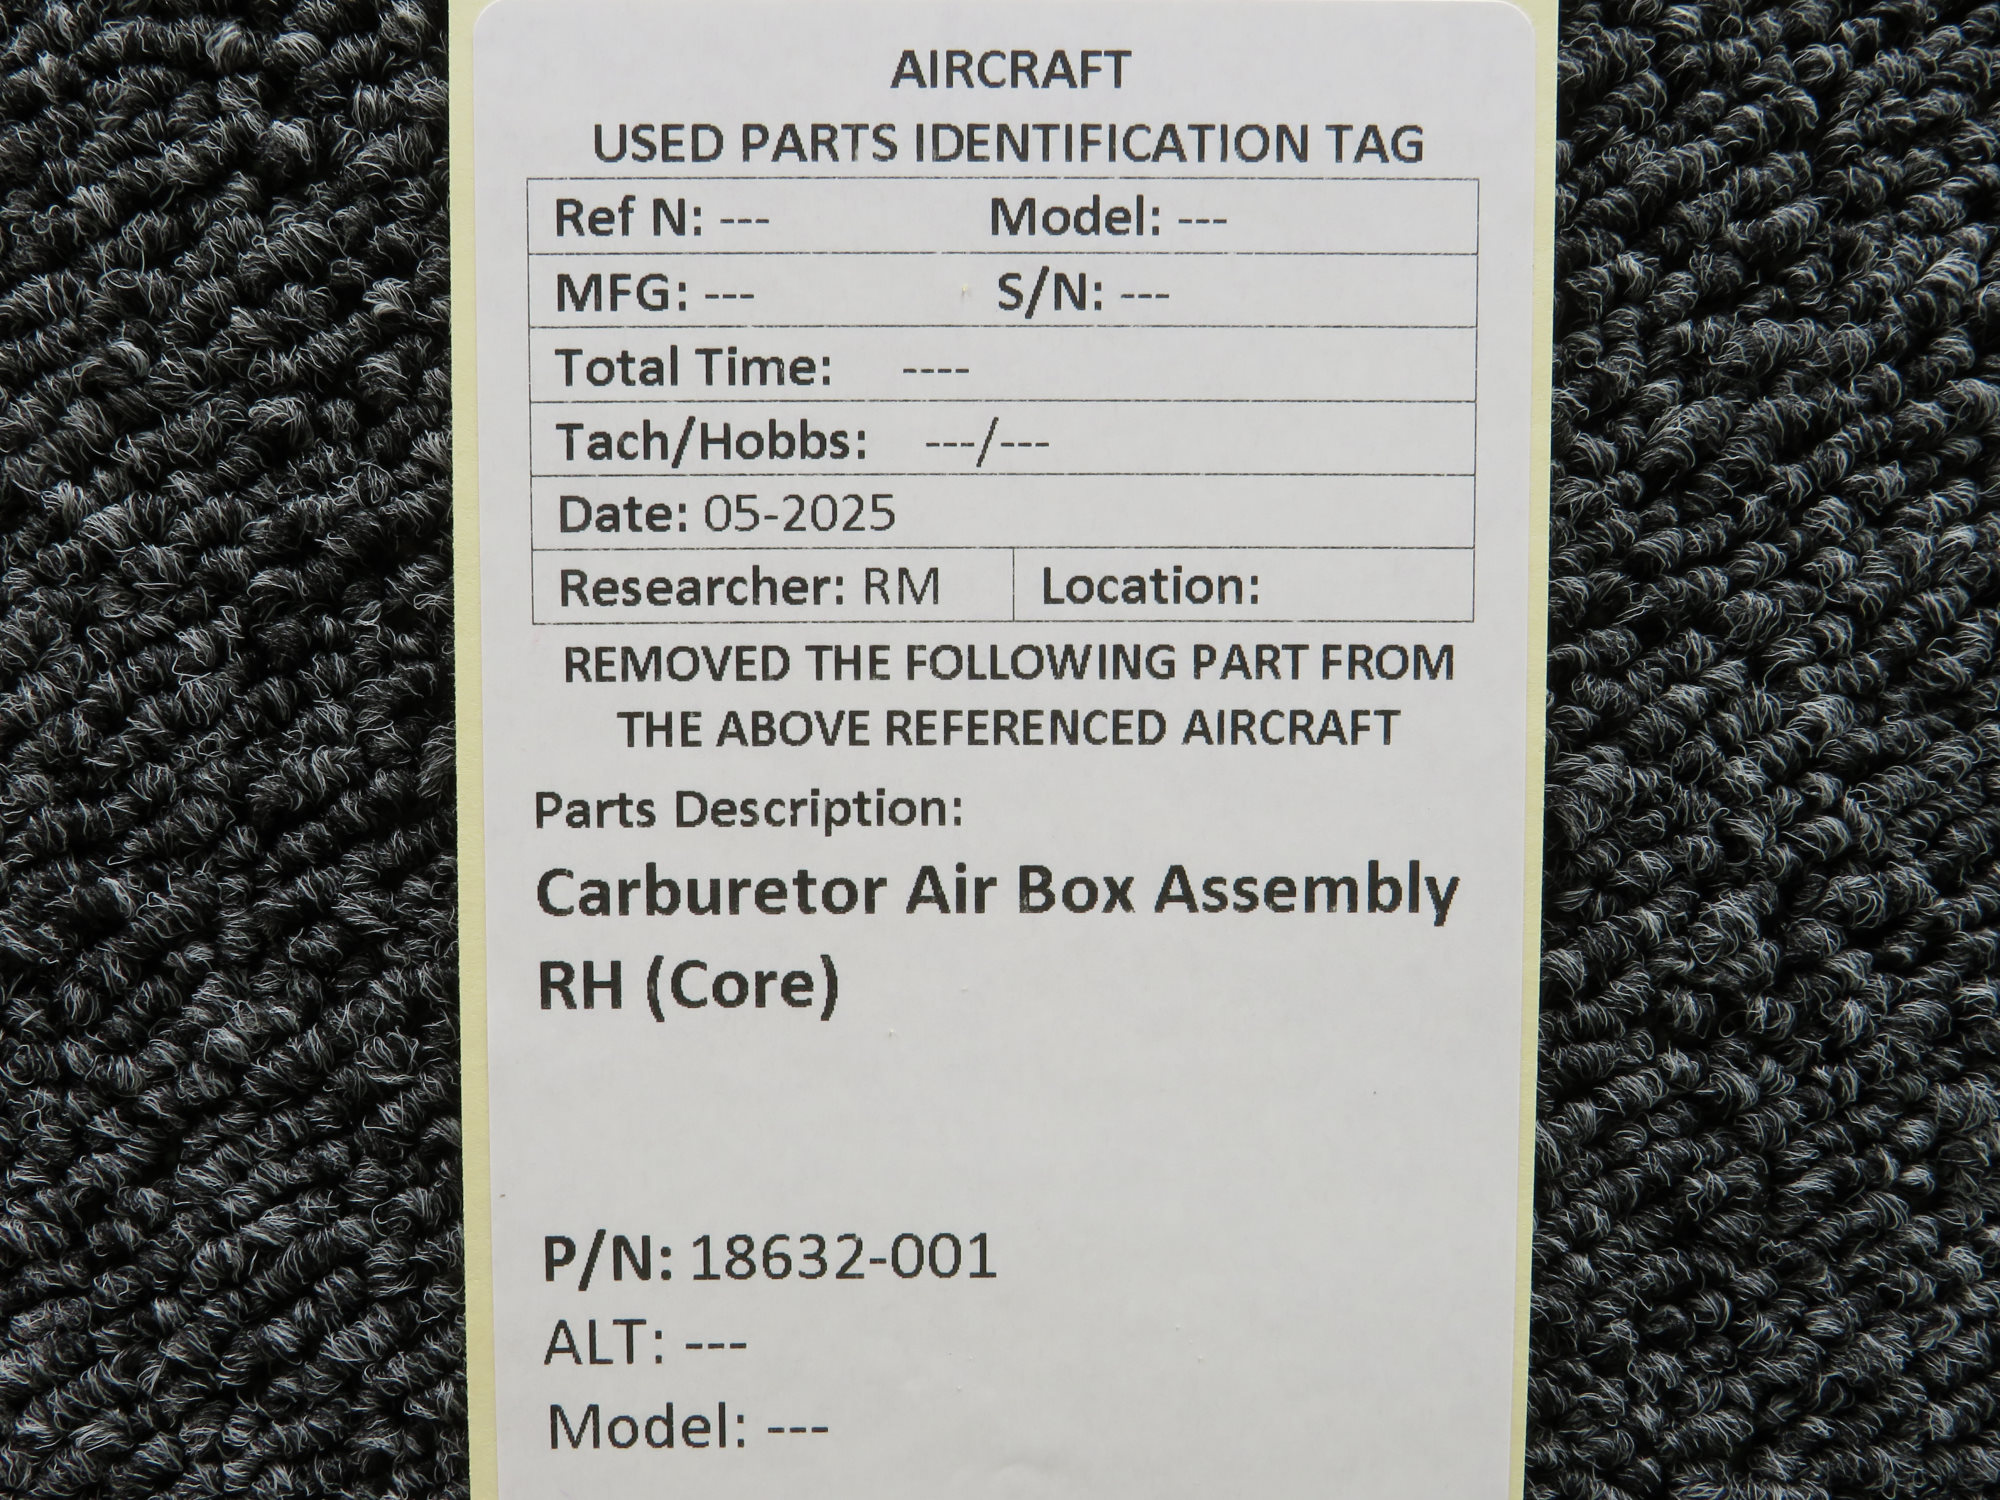 AIRCRAFT
USED PARTS IDENTIFICATION TAG
Ref N: --- Model: ---
MFG: --- S/N: ---
Total Time: ----
Tach/Hobbs: ---/---
Date: 05-2025
Researcher: RM Location:
REMOVED THE FOLLOWING PART FROM
THE ABOVE REFERENCED AIRCRAFT
Parts Description:
Carburetor Air Box Assembly
RH (Core)
P/N: 18632-001
ALT: ---
Model: ---